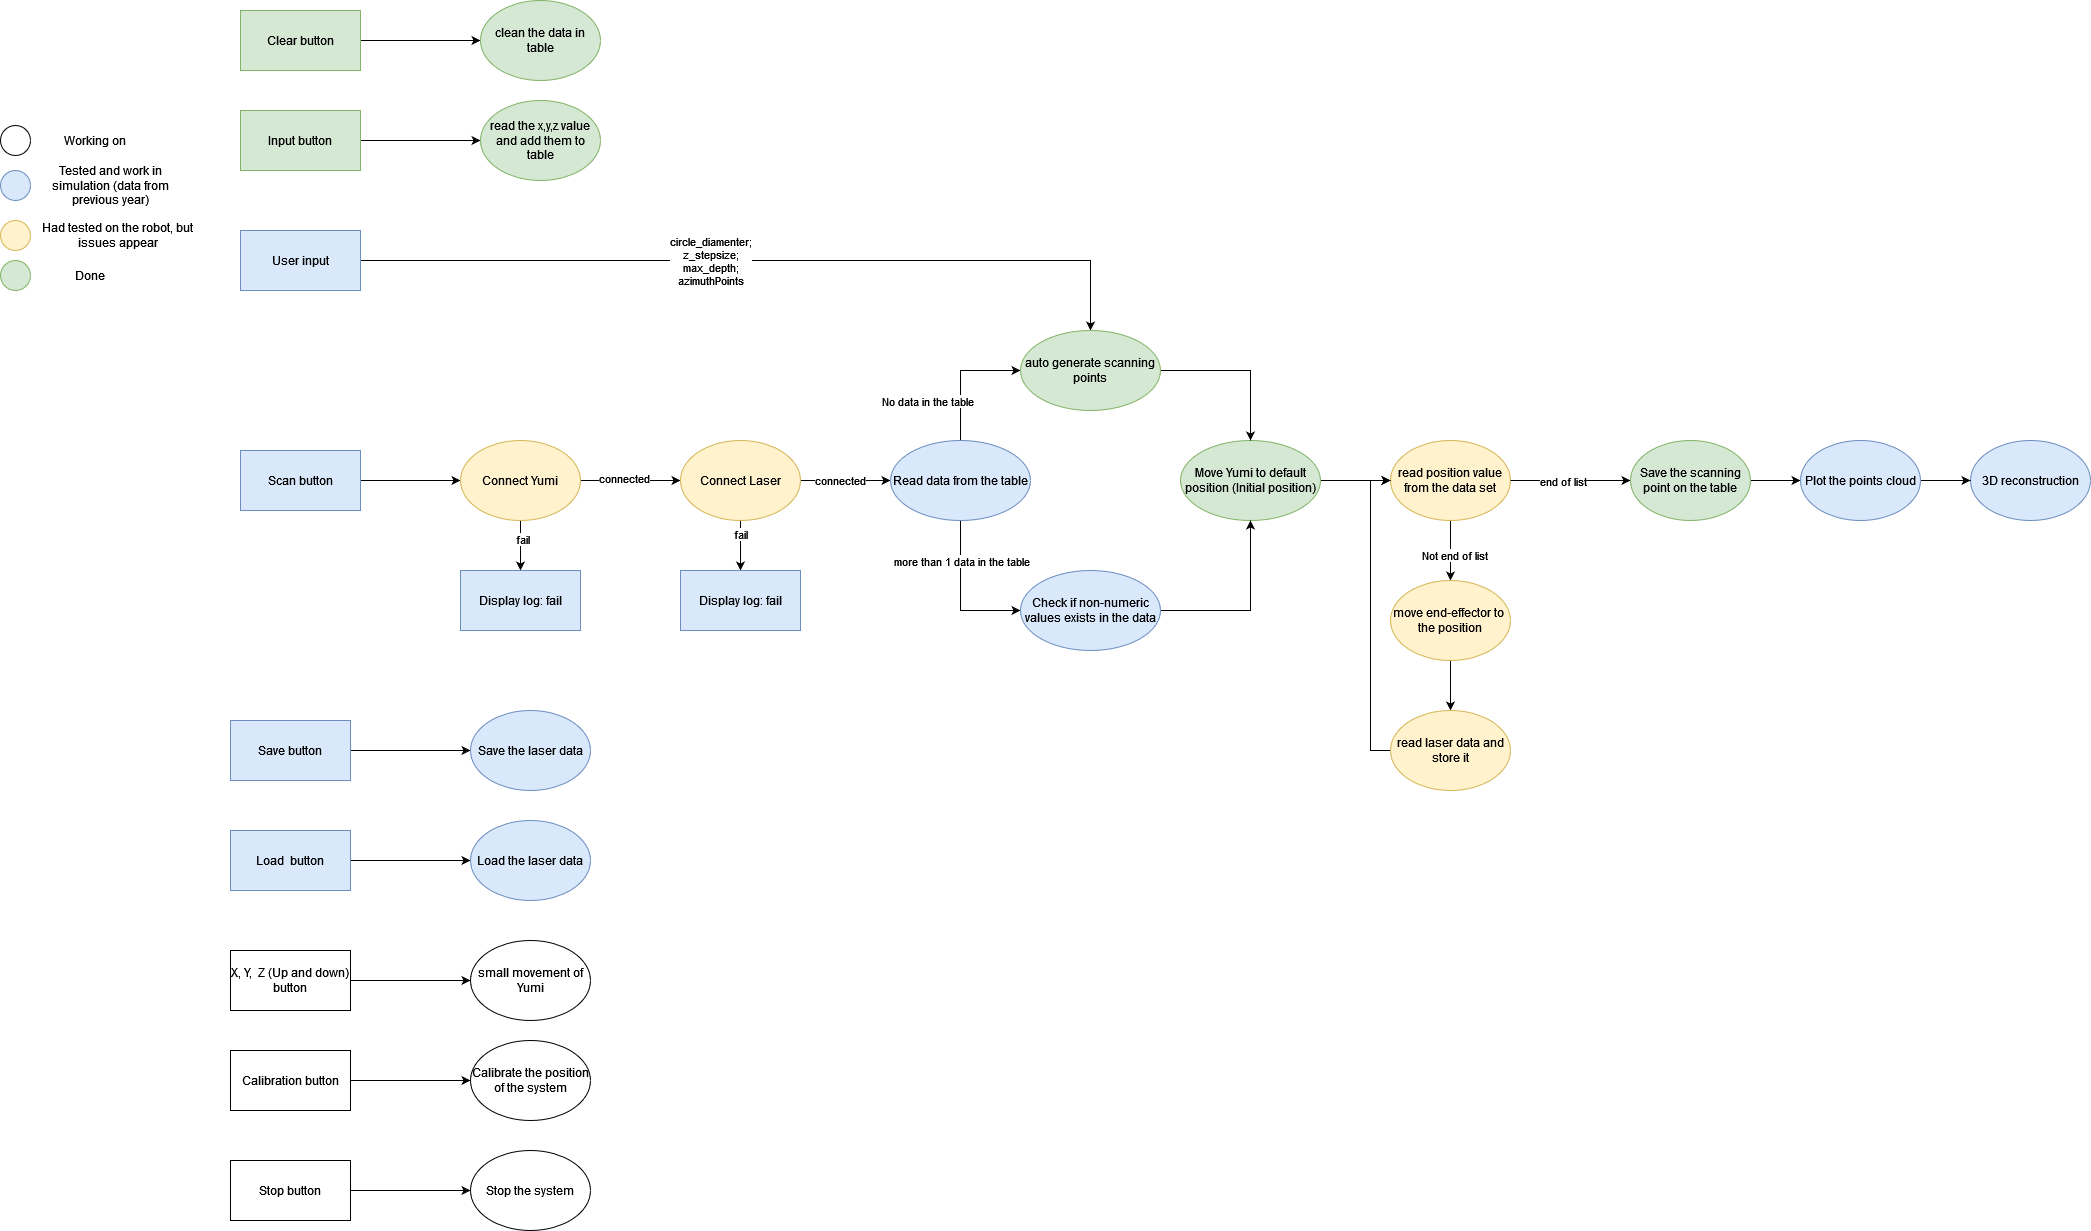 Clear button
clean the data in
table
Input button
read the x,y,z value
and add them to
table
Working on
Tested and work in
simulation (data from
previous year)
Had tested on the robot, but
issues appear
Done
User input
circle_diamenter;
z_stepsize;
max_depth;
azimuthPoints
auto generate scanning
points
No data in the table
Scan button
Connect Yumi
connected
Connect Laser
connected
Read data from the table
Move Yumi to default
position (Initial position)
read position value
from the data set
end of list
Save the scanning
point on the table
Plot the points cloud
3D reconstruction
fail
fail
Display log: fail
Display log: fail
more than 1 data in the table
Check if non-numeric
values exists in the data
Not end of list
move end-effector to
the position
read laser data and
store it
Save button
Save the laser data
Load  button
Load the laser data
X, Y,  Z (Up and down)
button
small movement of
Yumi
Calibration button
Calibrate the position
of the system
Stop button
Stop the system